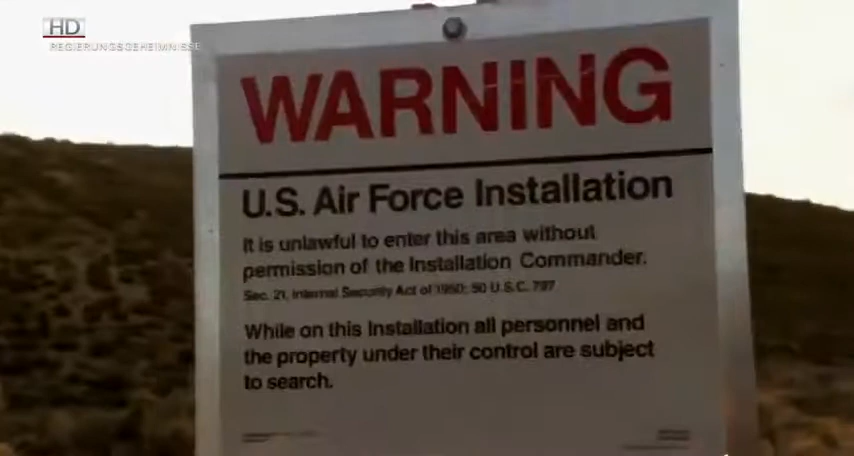 HD
REGIERUNGSGEHEIMNISSE
WARNING
U.S. Air Force Installation
It is unlawful to enter this area without
permission of the Installation Commander.
Sec. 21, Internal Security Act of 1950; 50 U.S.C. 797
While on this Installation all personnel and
the property under their control are subject
to search.